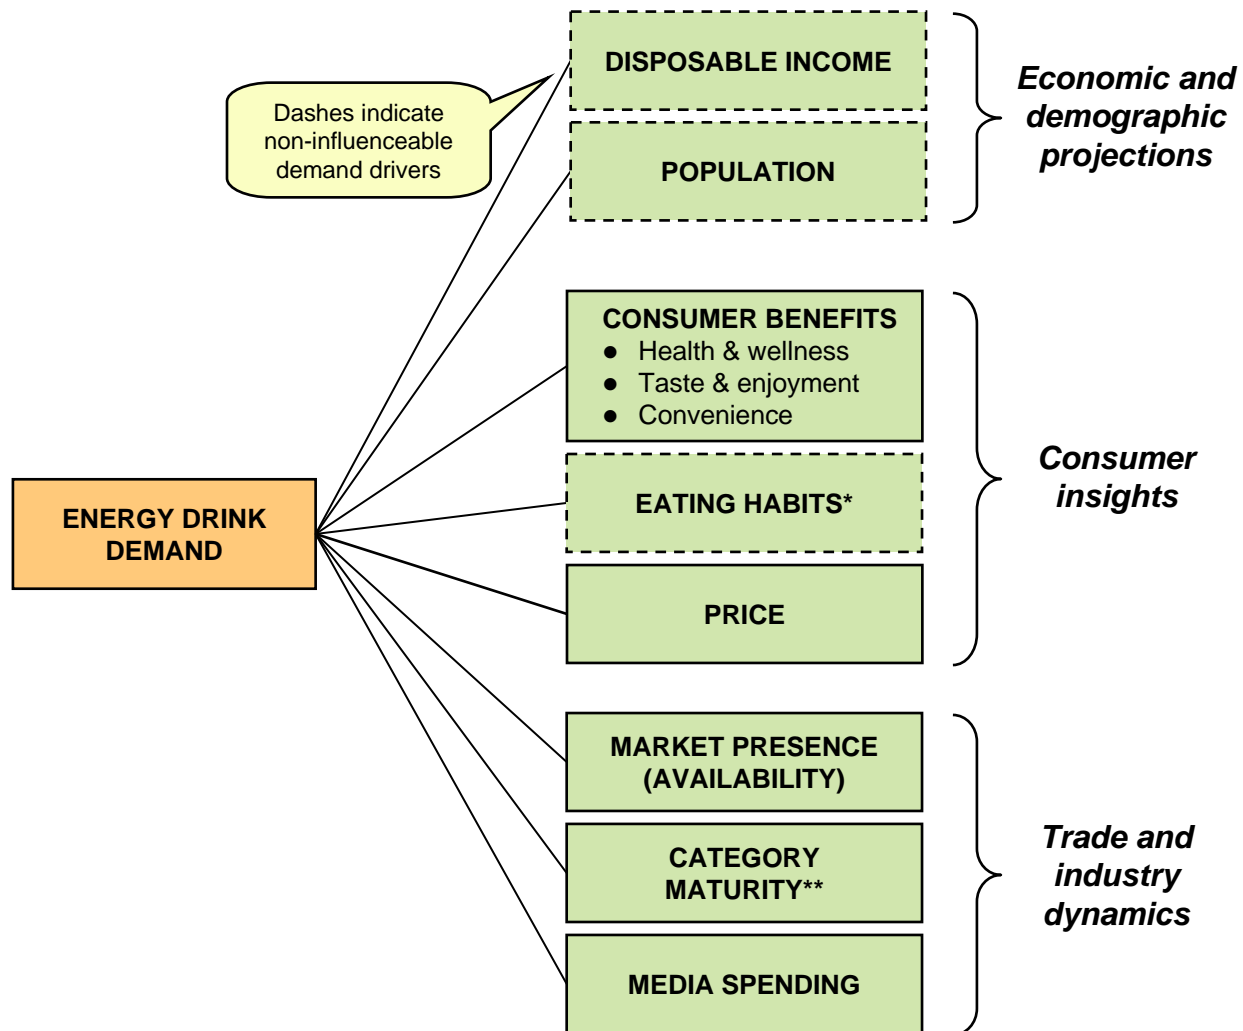 DISPOSABLE INCOME
Economic and
demographic
projections
Dashes indicate
non-influenceable
demand drivers
POPULATION
CONSUMER BENEFITS
● Health & wellness
● Taste & enjoyment
● Convenience
Consumer
insights
EATING HABITS*
ENERGY DRINK
DEMAND
PRICE
MARKET PRESENCE
(AVAILABILITY)
Trade and
industry
dynamics
CATEGORY
MATURITY**
MEDIA SPENDING